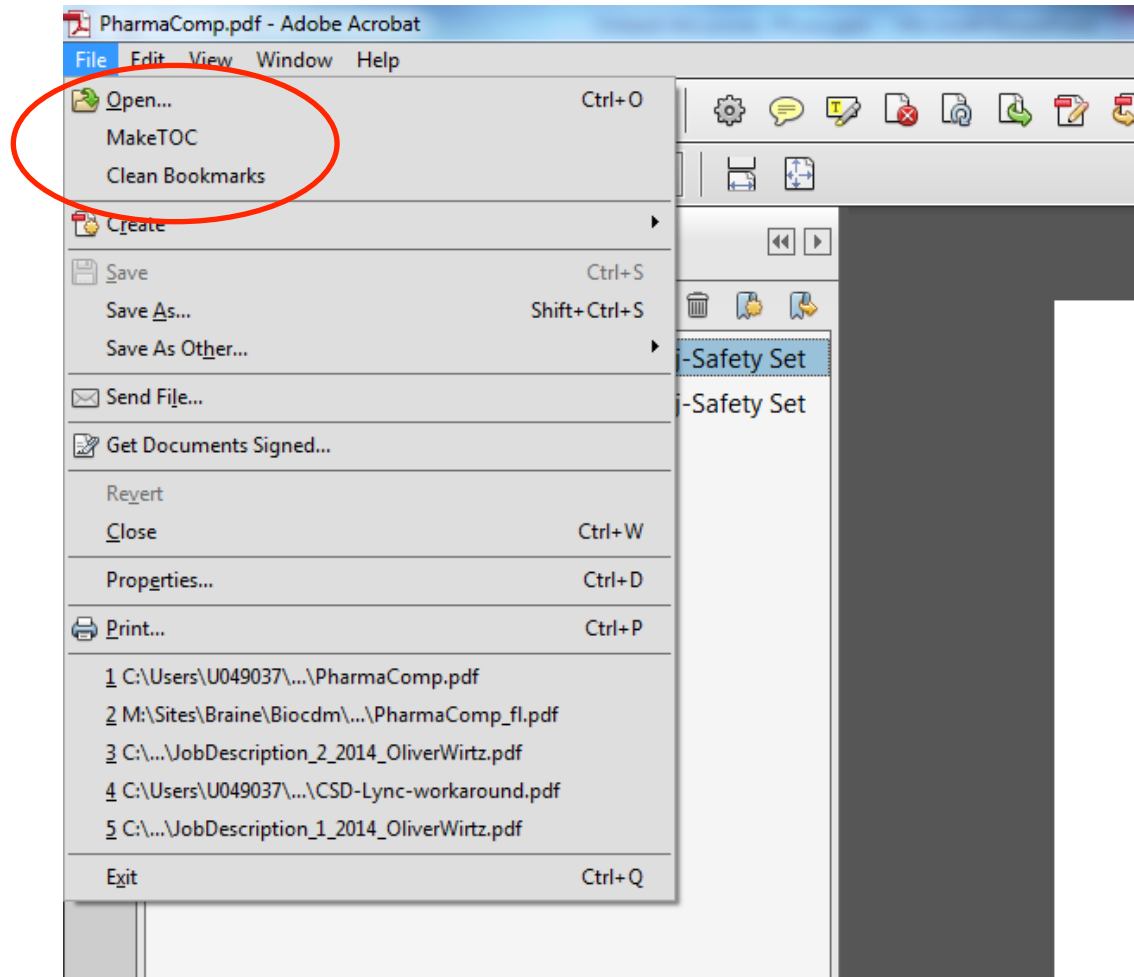 PharmaComp.pdf - Adobe Acrobat
File Edit View Window Help
Open... Ctrl+O
MakeTOC
Clean Bookmarks
Create
Save Ctrl+S
Save As... Shift+Ctrl+S
Save As Other...
j-Safety Set
Send File...
j-Safety Set
Get Documents Signed...
Revert
Close Ctrl+W
Properties... Ctrl+D
Print... Ctrl+P
1 C:\Users\U049037\...\PharmaComp.pdf
2 M:\Sites\Braine\Biocdm\...\PharmaComp_fl.pdf
3 C:\...\JobDescription_2_2014_OliverWirtz.pdf
4 C:\Users\U049037\...\CSD-Lync-workaround.pdf
5 C:\...\JobDescription_1_2014_OliverWirtz.pdf
Exit Ctrl+Q